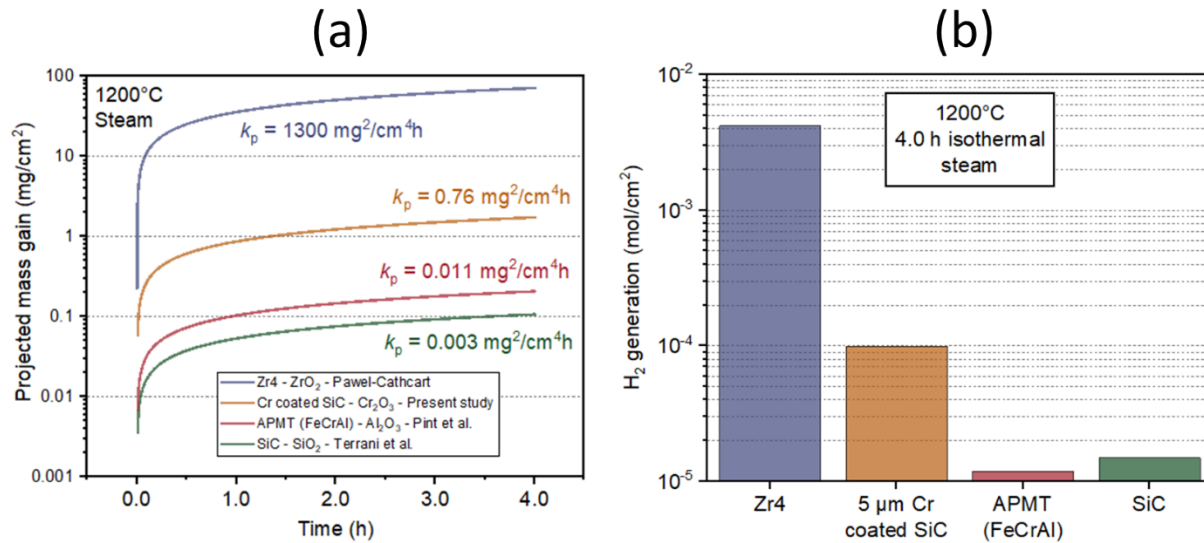 (a)
(b)
Projected mass gain (mg/cm²)
100
10
1
0.1
0.01
0.001
1200°C
Steam
kₚ = 1300 mg²/cm⁴h
kₚ = 0.76 mg²/cm⁴h
kₚ = 0.011 mg²/cm⁴h
kₚ = 0.003 mg²/cm⁴h
Zr4 - ZrO₂ - Pawel-Cathcart
Cr coated SiC - Cr₂O₃ - Present study
APMT (FeCrAl) - Al₂O₃ - Pint et al.
SiC - SiO₂ - Terrani et al.
0.0 1.0 2.0 3.0 4.0
Time (h)
H₂ generation (mol/cm²)
10⁻²
10⁻³
10⁻⁴
10⁻⁵
1200°C
4.0 h isothermal
steam
Zr4
5 µm Cr
coated SiC
APMT
(FeCrAl)
SiC